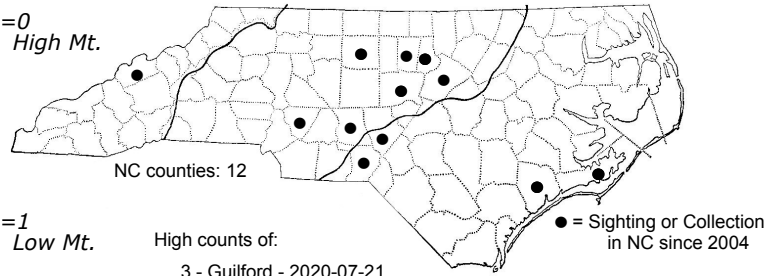 =0
High Mt.
NC counties: 12
=1
Low Mt.
High counts of:
3 - Guilford - 2020-07-21
● = Sighting or Collection
in NC since 2004